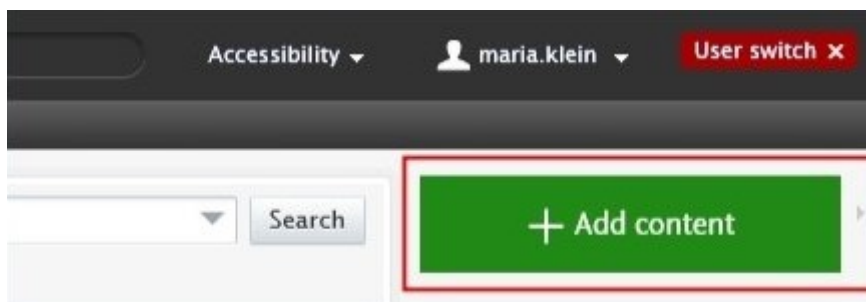 Accessibility maria.klein User switch ×
Search + Add content